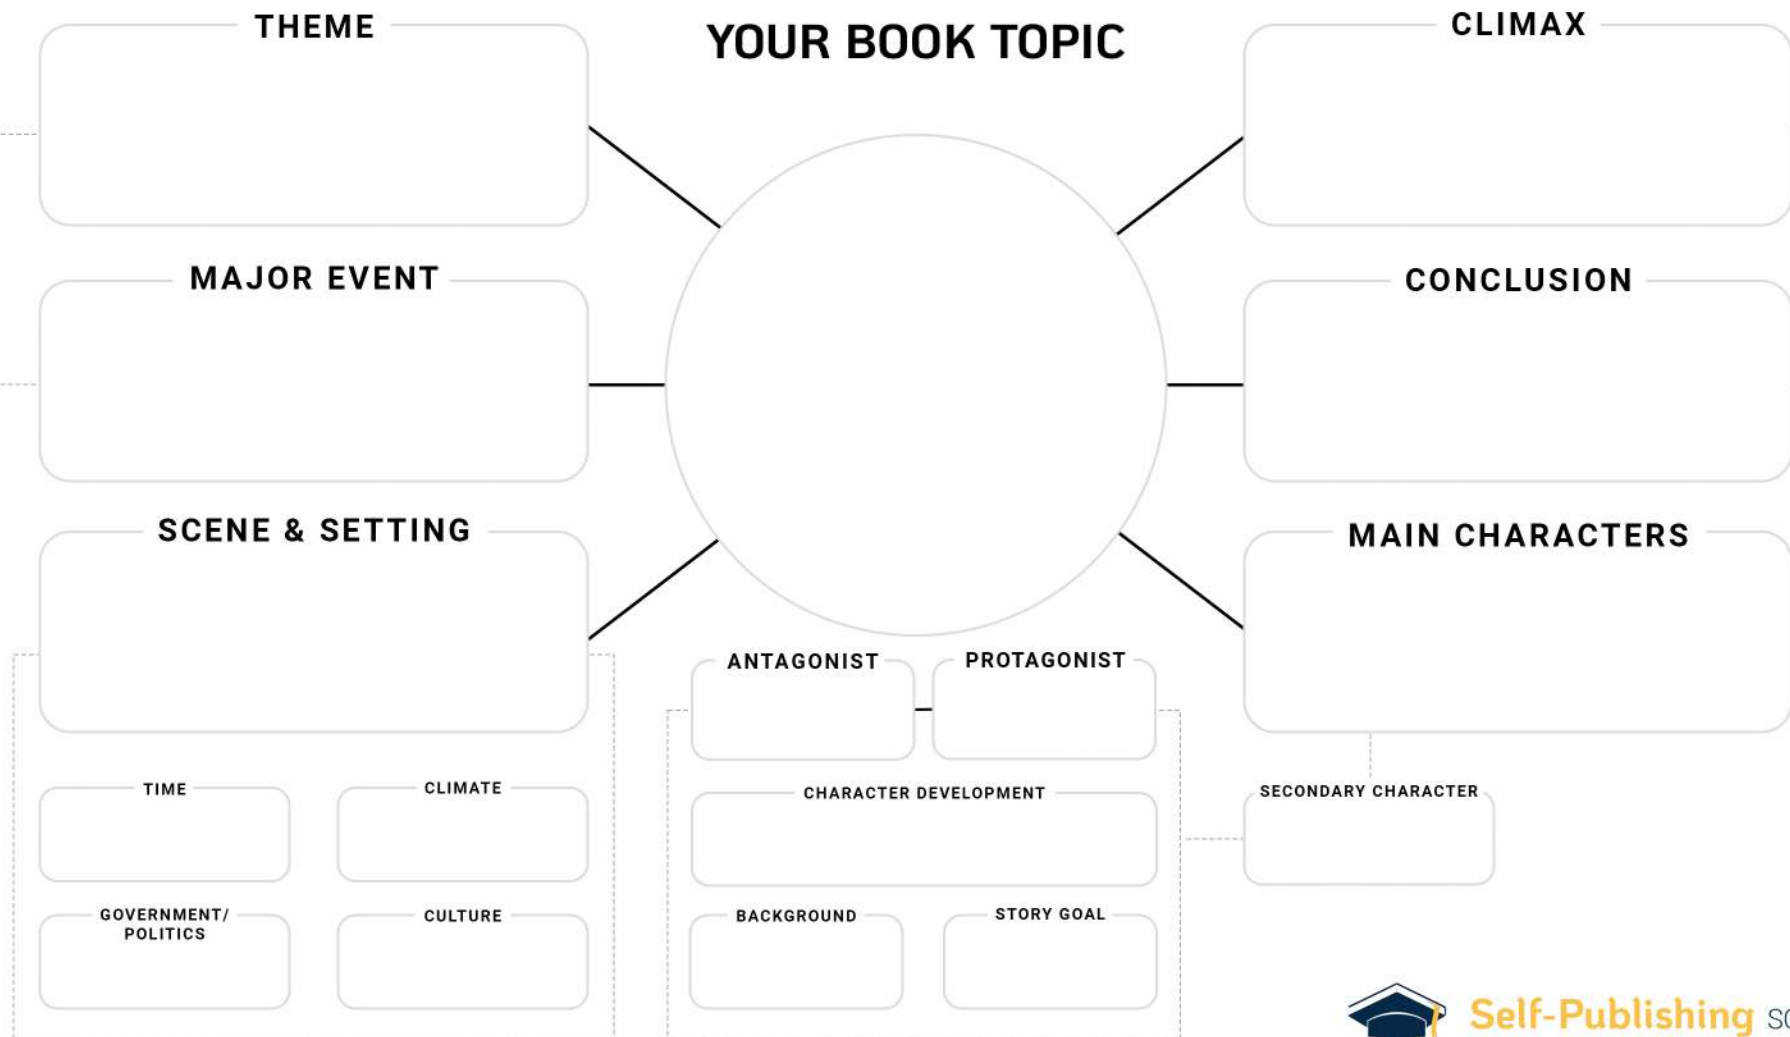 THEME
YOUR BOOK TOPIC
CLIMAX
MAJOR EVENT
CONCLUSION
SCENE & SETTING
MAIN CHARACTERS
ANTAGONIST
PROTAGONIST
TIME
CLIMATE
CHARACTER DEVELOPMENT
SECONDARY CHARACTER
GOVERNMENT/
POLITICS
CULTURE
BACKGROUND
STORY GOAL
Self-Publishing